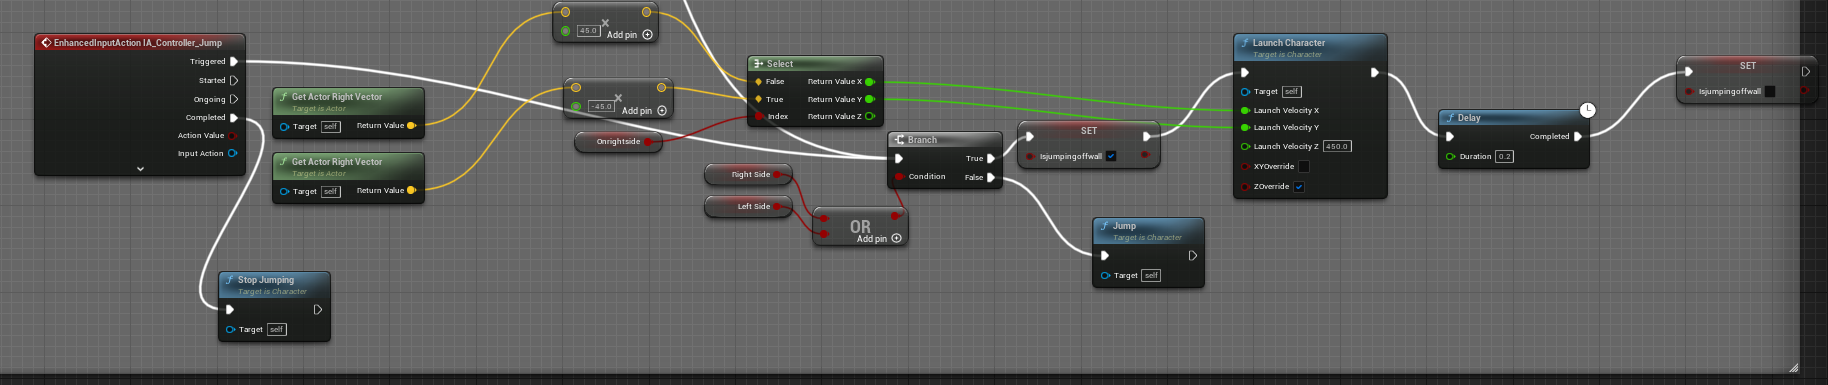 EnhancedInputAction IA_Controller_Jump
Triggered
Started
Ongoing
Completed
Action Value
Input Action
f Get Actor Right Vector
Target is Actor
Target self
Return Value
f Get Actor Right Vector
Target is Actor
Target self
Return Value
f Stop Jumping
Target is Character
Target self
×
45.0
Add pin
×
-45.0
Add pin
Onrightside
Select
False
Return Value X
True
Return Value Y
Index
Return Value Z
Right Side
Left Side
OR
Add pin
Branch
True
Condition
False
SET
Isjumpingoffwall
f Jump
Target is Character
Target self
f Launch Character
Target is Character
Target self
Launch Velocity X
Launch Velocity Y
Launch Velocity Z 450.0
XYOverride
ZOverride
f Delay
Completed
Duration 0.2
SET
Isjumpingoffwall